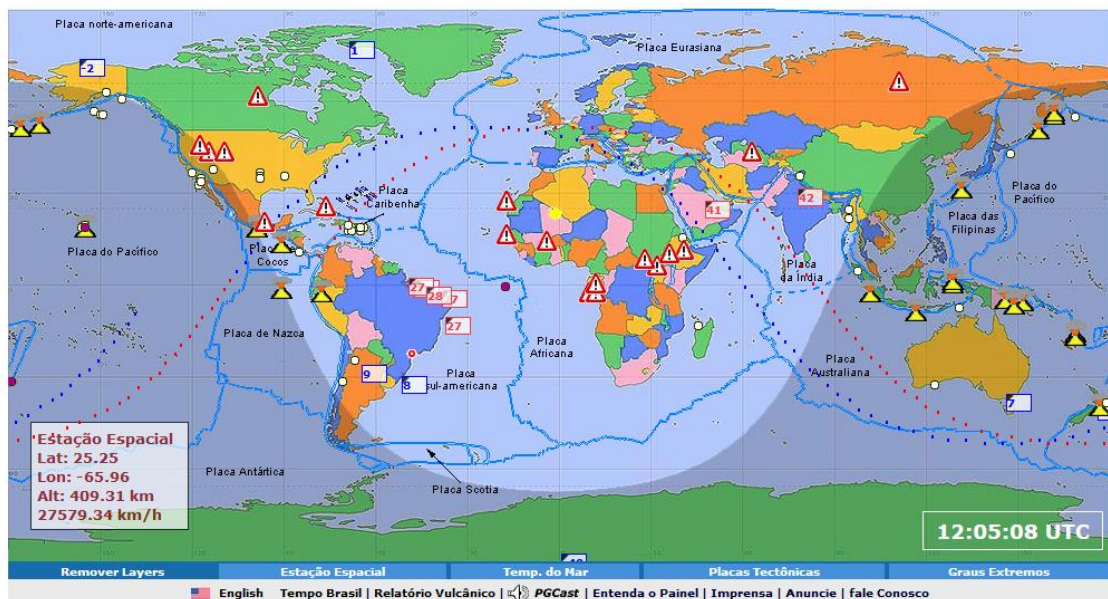 Placa norte-americana
Placa Eurasiana
-2
1
Placa
Caribenha
Placa do
Pacífico
Placa das
Filipinas
41
42
Placa do Pacífico
Placa
Cocos
Placa
da India
27
28
7
27
Placa de Nazca
Placa
Africana
Placa
Australiana
9
8
Placa
sul-americana
7
Estação Espacial
Lat: 25.25
Lon: -65.96
Alt: 409.31 km
27579.34 km/h
Placa Antártica
Placa Scotia
12:05:08 UTC
Remover Layers
Estação Espacial
Temp. do Mar
Placas Tectônicas
Graus Extremos
English Tempo Brasil | Relatório Vulcânico | PGCast | Entenda o Painel | Imprensa | Anuncie | fale Conosco